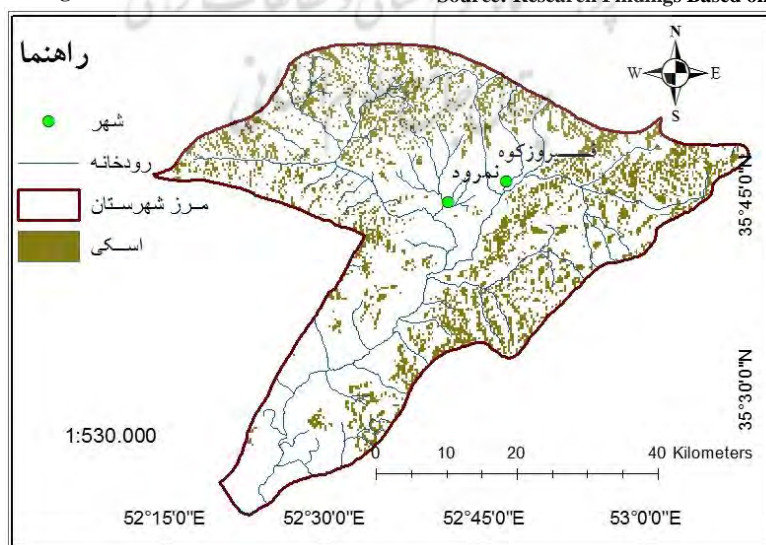 Source: Research Findings Based on
راهنما
شهر
رودخانه
مرز شهرستان
اسکی
N
W E
S
فیروزکوه
نمرود
35°45'0"E
35°30'0"E
1:530.000
0 10 20 40 Kilometers
52°15'0"E 52°30'0"E 52°45'0"E 53°0'0"E